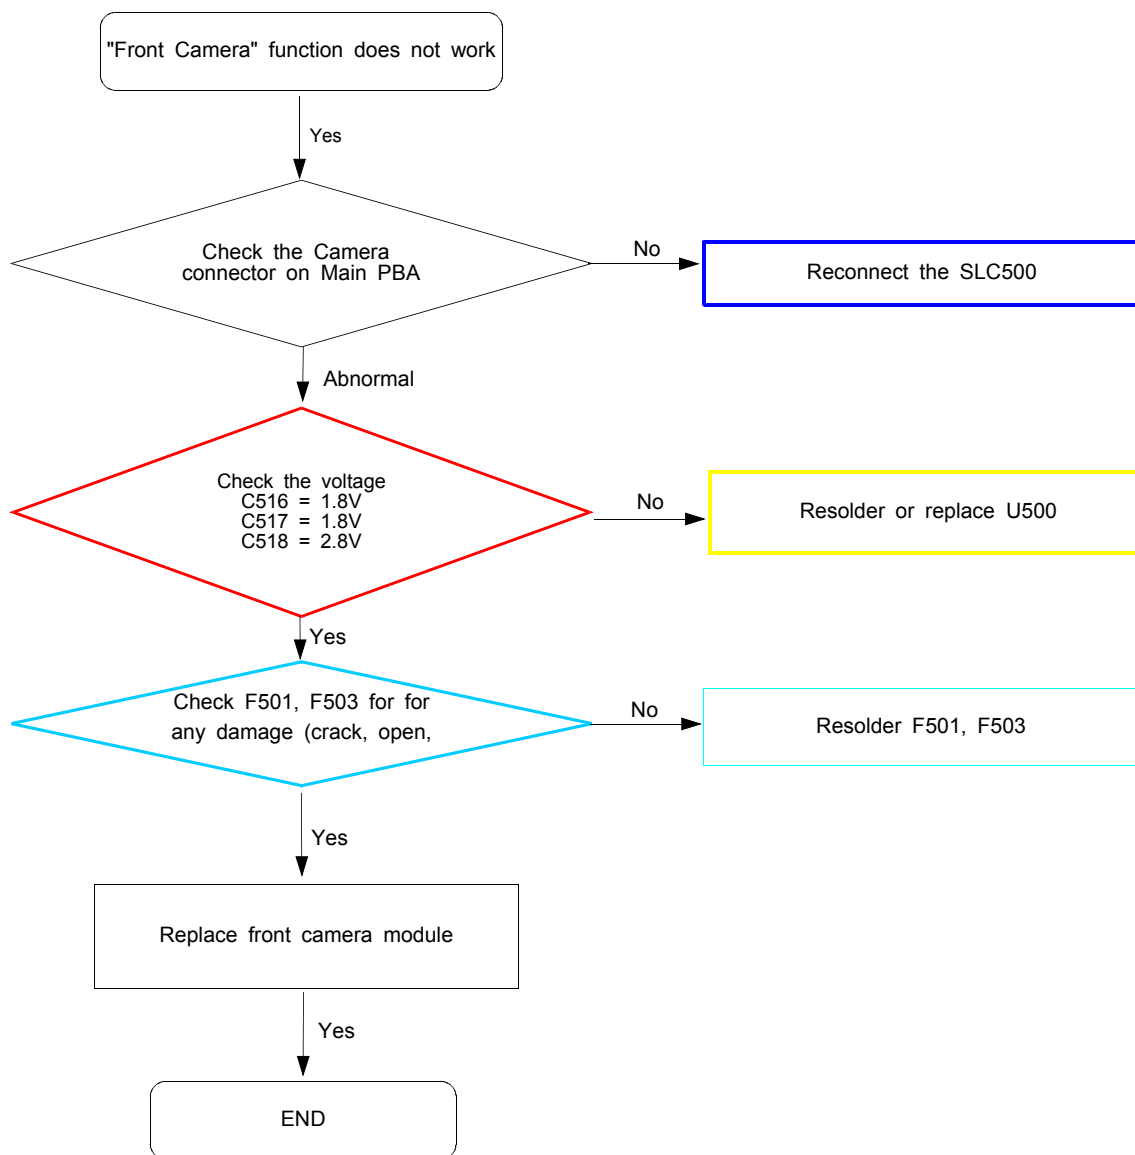 "Front Camera" function does not work
Yes
Check the Camera
connector on Main PBA
No
Reconnect the SLC500
Abnormal
Check the voltage
C516 = 1.8V
C517 = 1.8V
C518 = 2.8V
No
Resolder or replace U500
Yes
Check F501, F503 for for
any damage (crack, open,
No
Resolder F501, F503
Yes
Replace front camera module
Yes
END